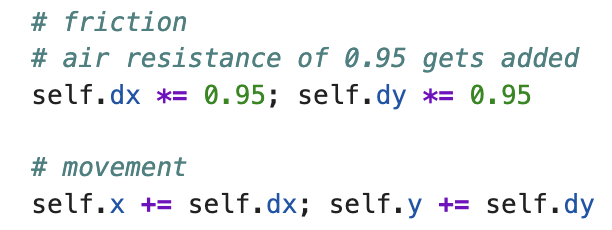 # friction
# air resistance of 0.95 gets added
self.dx *= 0.95; self.dy *= 0.95
# movement
self.x += self.dx; self.y += self.dy